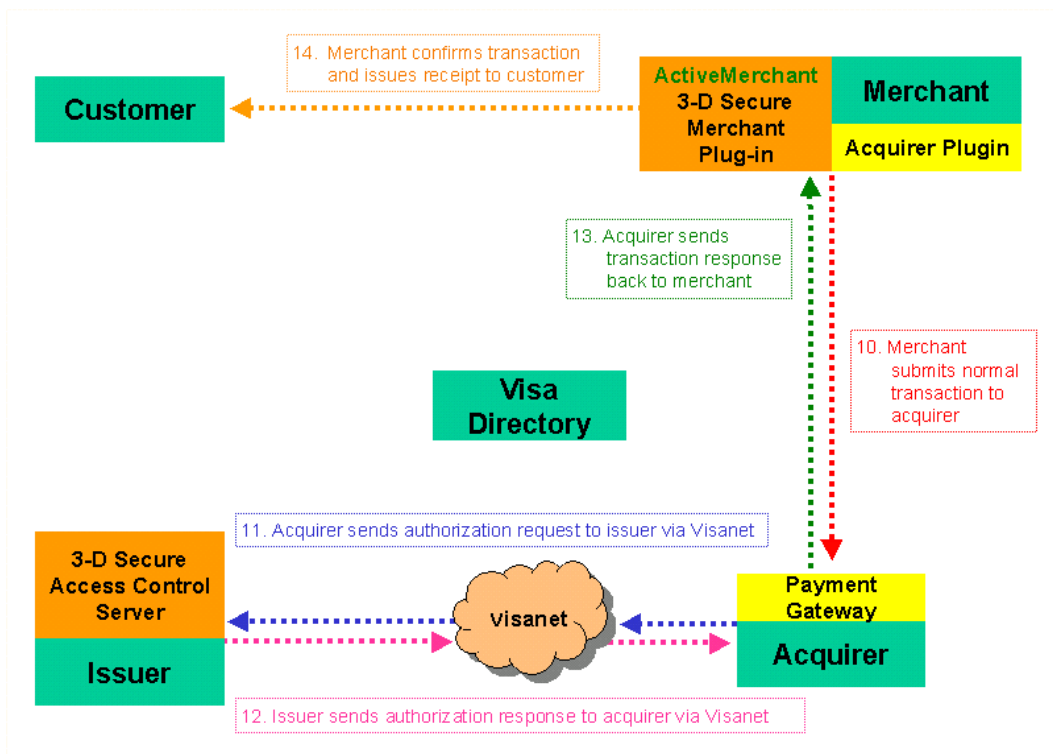 14. Merchant confirms transaction
and issues receipt to customer
Customer
ActiveMerchant
3-D Secure
Merchant
Plug-in
Merchant
Acquirer Plugin
13. Acquirer sends
transaction response
back to merchant
10. Merchant
submits normal
transaction to
acquirer
Visa
Directory
11. Acquirer sends authorization request to issuer via Visanet
3-D Secure
Access Control
Server
Issuer
Visanet
Payment
Gateway
Acquirer
12. Issuer sends authorization response to acquirer via Visanet